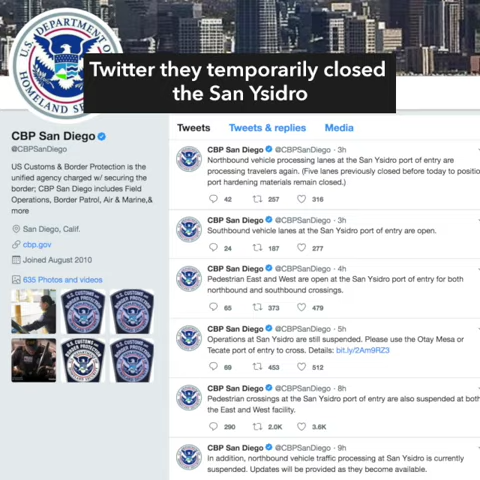 U.S. DEPARTMENT OF
HOMELAND SE
Twitter they temporarily closed
the San Ysidro
CBP San Diego
@CBPSanDiego
US Customs & Border Protection is the
unified agency charged w/ securing the
border; CBP San Diego includes Field
Operations, Border Patrol, Air & Marine,&
more
San Diego, Calif.
cbp.gov
Joined August 2010
635 Photos and videos
Tweets Tweets & replies Media
CBP San Diego @CBPSanDiego · 3h
Northbound vehicle processing lanes at the San Ysidro port of entry are
processing travelers again. (Five lanes previously closed before today to positio
port hardening materials remain closed.)
42 257 316
CBP San Diego @CBPSanDiego · 3h
Southbound vehicle lanes at the San Ysidro port of entry are open.
24 187 277
CBP San Diego @CBPSanDiego · 4h
Pedestrian East and West are open at the San Ysidro port of entry for both
northbound and southbound crossings.
65 373 479
CBP San Diego @CBPSanDiego · 5h
Operations at San Ysidro are still suspended. Please use the Otay Mesa or
Tecate port of entry to cross. Details: bit.ly/2Am9RZ3
69 453 512
CBP San Diego @CBPSanDiego · 8h
Pedestrian crossings at the San Ysidro port of entry are also suspended at both
the East and West facility.
290 2.0K 3.6K
CBP San Diego @CBPSanDiego · 9h
In addition, northbound vehicle traffic processing at San Ysidro is currently
suspended. Updates will be provided as they become available.